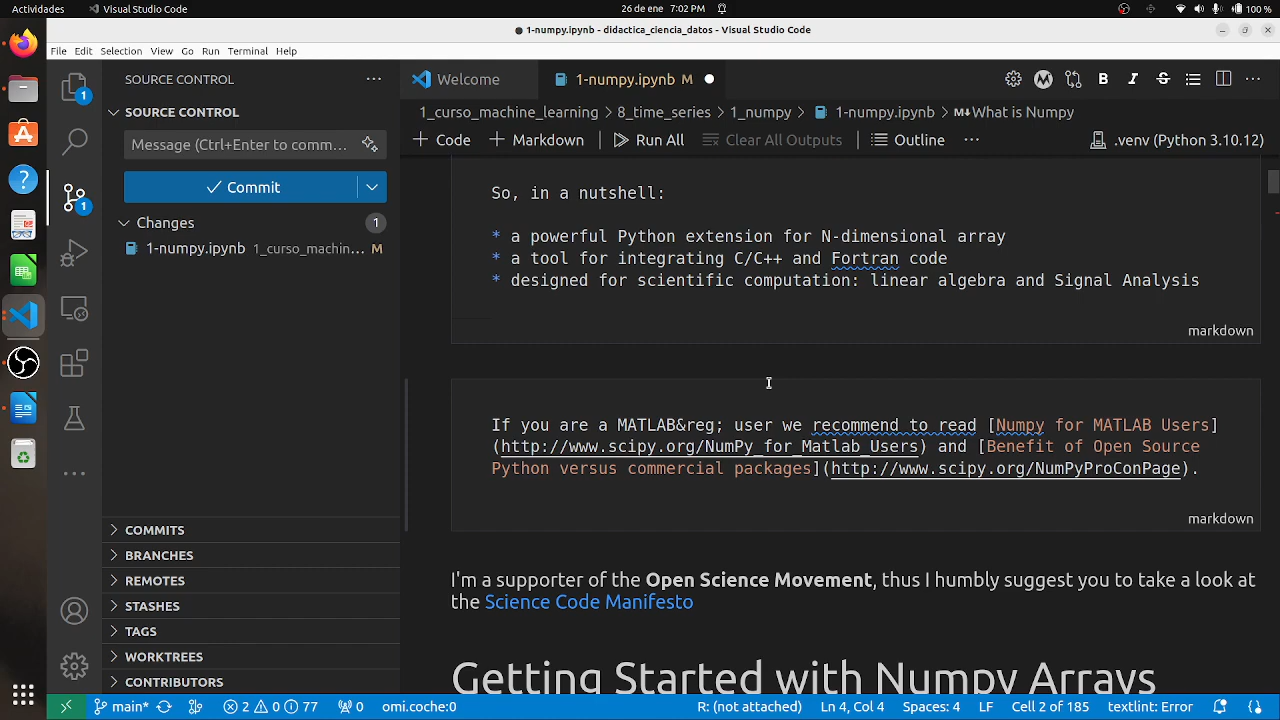 Actividades Visual Studio Code 26 de ene 7:02 PM 100 %
1-numpy.ipynb - didactica_ciencia_datos - Visual Studio Code
File Edit Selection View Go Run Terminal Help
SOURCE CONTROL
Welcome 1-numpy.ipynb M
SOURCE CONTROL
1_curso_machine_learning > 8_time_series > 1_numpy > 1-numpy.ipynb > What is Numpy
Message (Ctrl+Enter to comm...
Code Markdown Run All Clear All Outputs Outline .venv (Python 3.10.12)
Commit
Changes 1
1-numpy.ipynb 1_curso_machin... M
1
1
So, in a nutshell:
* a powerful Python extension for N-dimensional array
* a tool for integrating C/C++ and Fortran code
* designed for scientific computation: linear algebra and Signal Analysis
markdown
If you are a MATLAB&reg; user we recommend to read [Numpy for MATLAB Users]
(http://www.scipy.org/NumPy_for_Matlab_Users) and [Benefit of Open Source
Python versus commercial packages](http://www.scipy.org/NumPyProConPage).
markdown
I'm a supporter of the Open Science Movement, thus I humbly suggest you to take a look at
the Science Code Manifesto
Getting Started with Numpy Arrays
COMMITS
BRANCHES
REMOTES
STASHES
TAGS
WORKTREES
CONTRIBUTORS
main* 2 0 77 0 omi.coche:0 R: (not attached) Ln 4, Col 4 Spaces: 4 LF Cell 2 of 185 textlint: Error